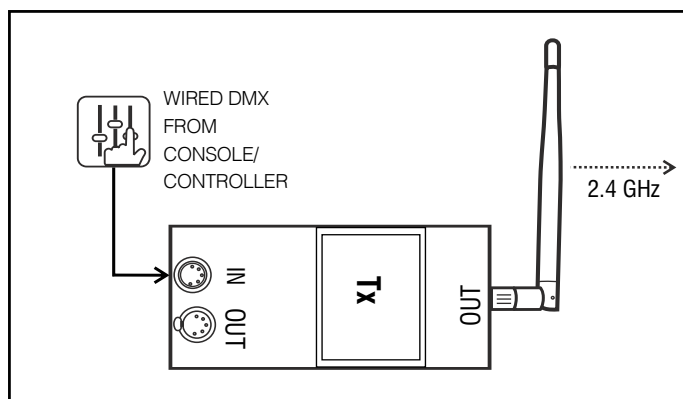 WIRED DMX
FROM
CONSOLE/
CONTROLLER
2.4 GHz
IN
OUT
Tx
OUT